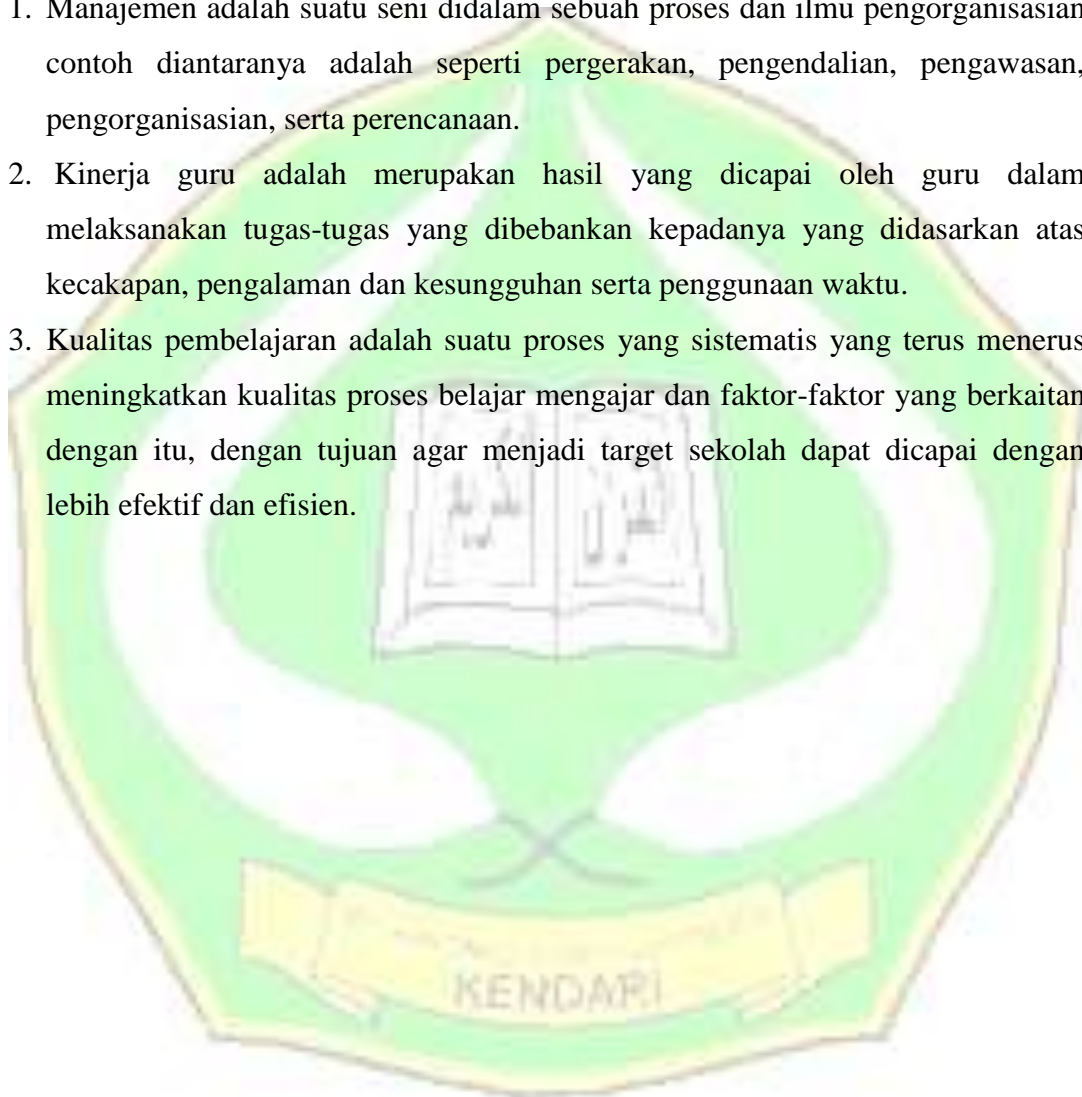 1. Manajemen adalah suatu seni didalam sebuah proses dan ilmu pengorganisasian
contoh diantaranya adalah seperti pergerakan, pengendalian, pengawasan,
pengorganisasian, serta perencanaan.
2. Kinerja guru adalah merupakan hasil yang dicapai oleh guru dalam
melaksanakan tugas-tugas yang dibebankan kepadanya yang didasarkan atas
kecakapan, pengalaman dan kesungguhan serta penggunaan waktu.
3. Kualitas pembelajaran adalah suatu proses yang sistematis yang terus menerus
meningkatkan kualitas proses belajar mengajar dan faktor-faktor yang berkaitan
dengan itu, dengan tujuan agar menjadi target sekolah dapat dicapai dengan
lebih efektif dan efisien.
KENDARI